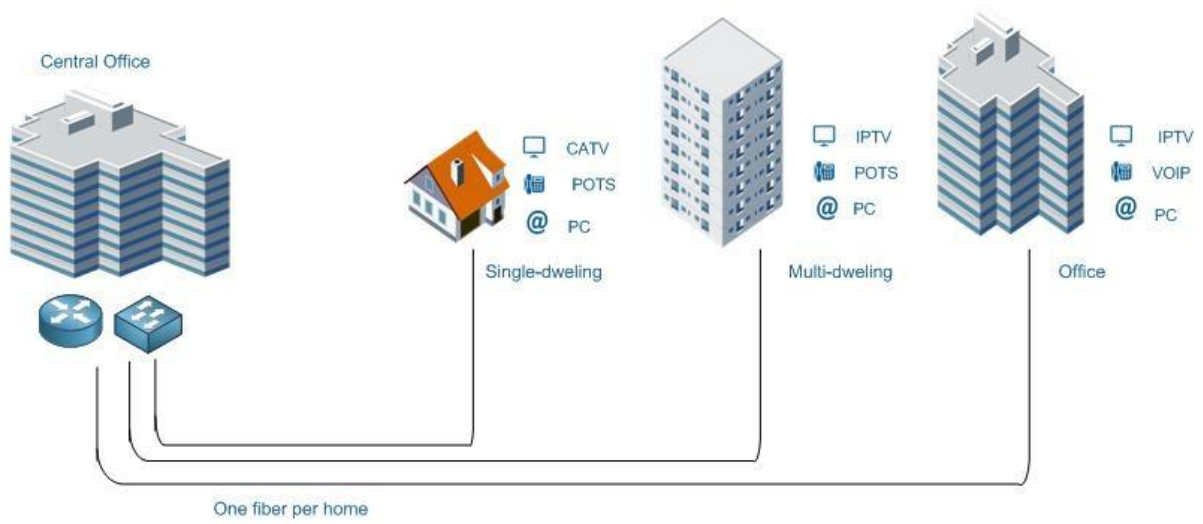 Central Office
CATV
POTS
@ PC
Single-dweling
IPTV
POTS
@ PC
Multi-dweling
IPTV
VOIP
@ PC
Office
One fiber per home